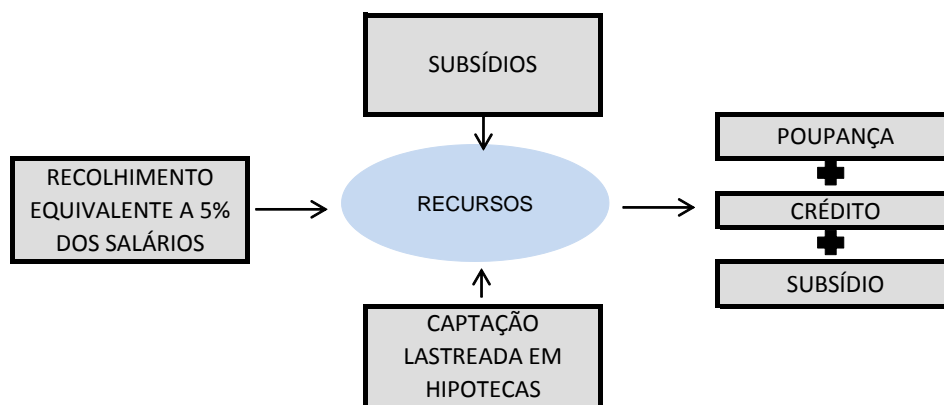 SUBSÍDIOS
RECOLHIMENTO
EQUIVALENTE A 5%
DOS SALÁRIOS
RECURSOS
CAPTAÇÃO
LASTREADA EM
HIPOTECAS
POUPANÇA
CRÉDITO
SUBSÍDIO